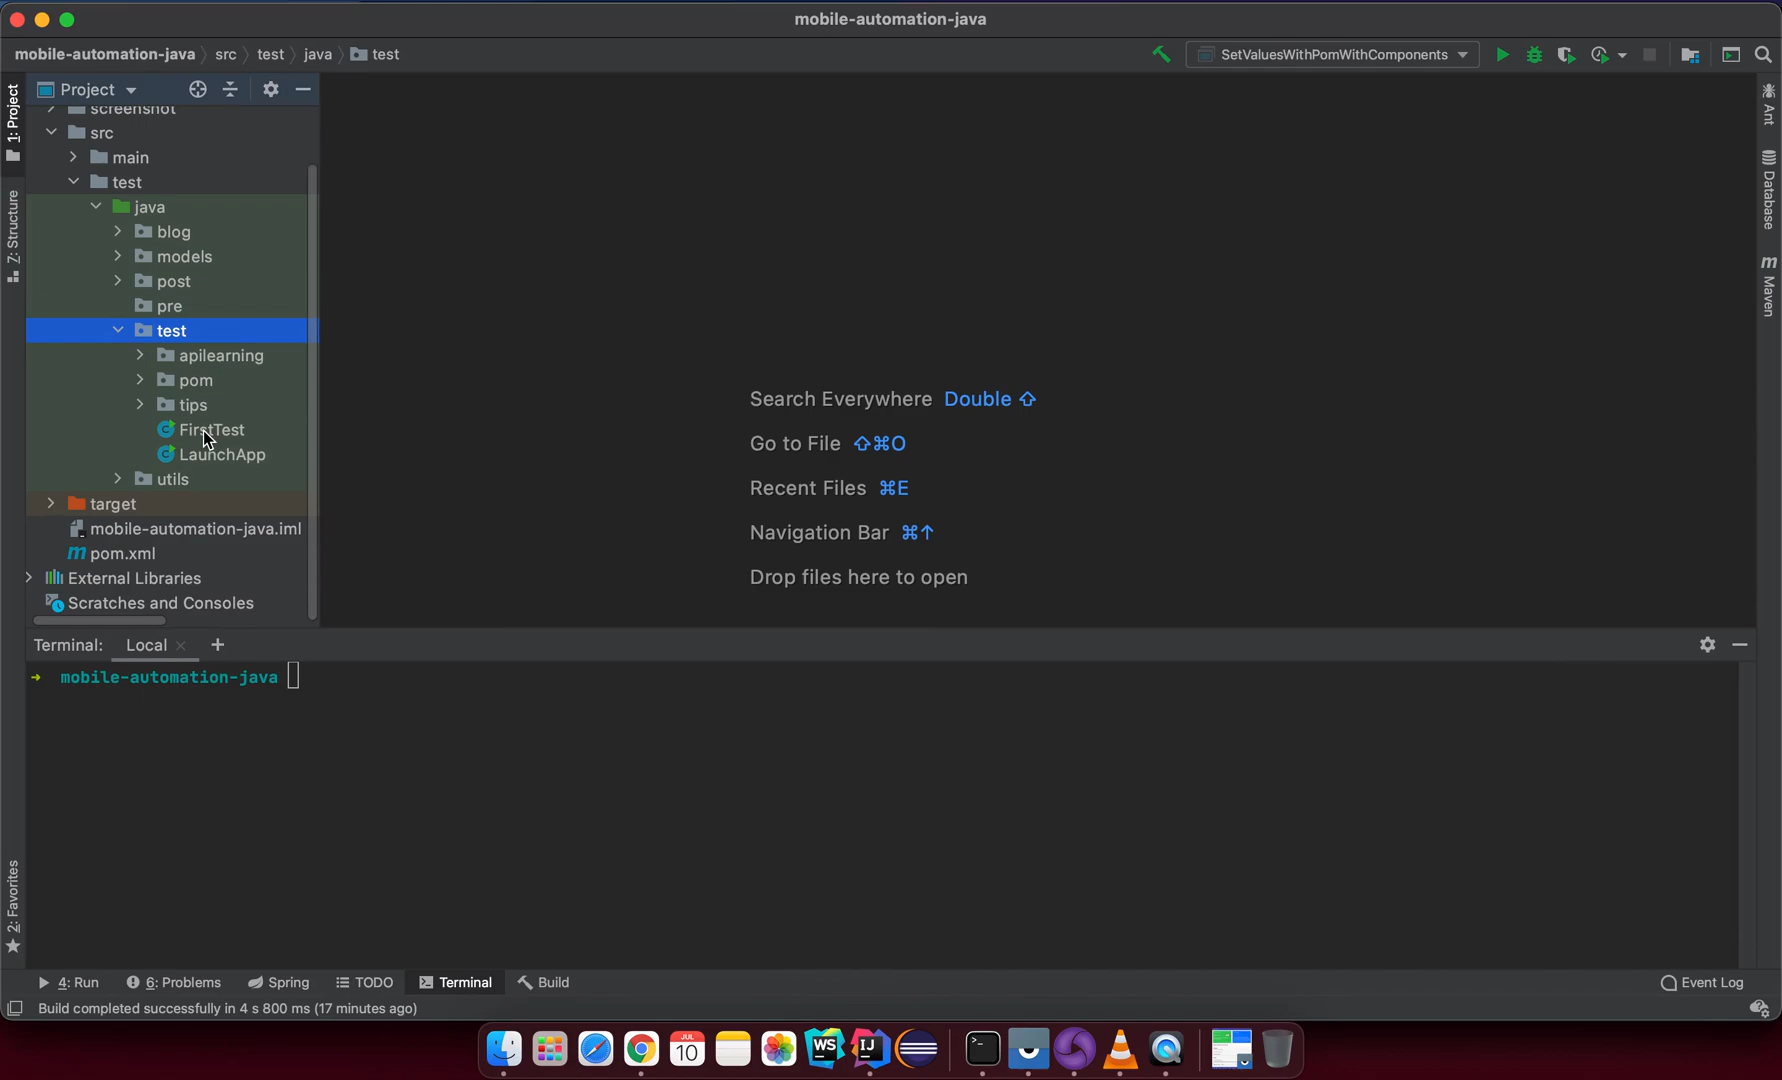 mobile-automation-java
mobile-automation-java src test java test
SetValuesWithPomWithComponents
1: Project
7: Structure
2: Favorites
Project
screenshot
src
main
test
java
blog
models
post
pre
test
apilearning
pom
tips
FirstTest
LaunchApp
utils
target
mobile-automation-java.iml
pom.xml
External Libraries
Scratches and Consoles
Search Everywhere Double ⇧
Go to File ⇧⌘O
Recent Files ⌘E
Navigation Bar ⌘↑
Drop files here to open
Ant
Database
Maven
Terminal: Local
→ mobile-automation-java
4: Run 6: Problems Spring TODO Terminal Build Event Log
Build completed successfully in 4 s 800 ms (17 minutes ago)
JUL
10
WS
IJ